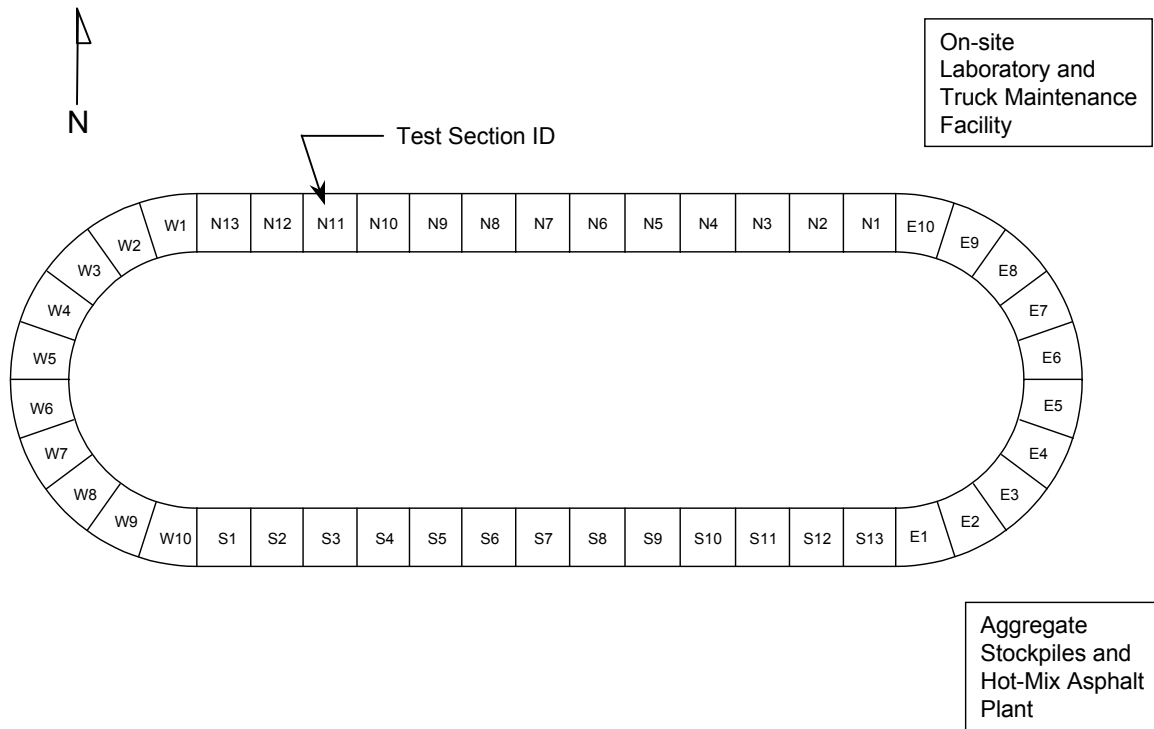 On-site
Laboratory and
Truck Maintenance
Facility
N
Test Section ID
W1 N13 N12 N11 N10 N9 N8 N7 N6 N5 N4 N3 N2 N1 E10
W2 E9
W3 E8
W4 E7
W5 E6
W6 E5
W7 E4
W8 E3
W9 E2
W10 S1 S2 S3 S4 S5 S6 S7 S8 S9 S10 S11 S12 S13 E1
Aggregate
Stockpiles and
Hot-Mix Asphalt
Plant